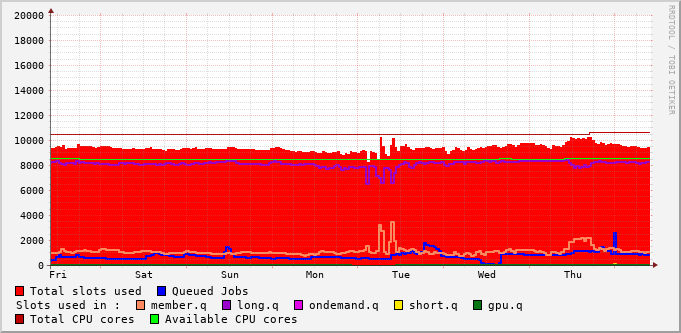 20000
18000
16000
14000
12000
10000
8000
6000
4000
2000
0
Fri Sat Sun Mon Tue Wed Thu
Total slots used Queued Jobs
Slots used in : member.q long.q ondemand.q short.q gpu.q
Total CPU cores Available CPU cores
RRDTOOL / TOBI OETIKER